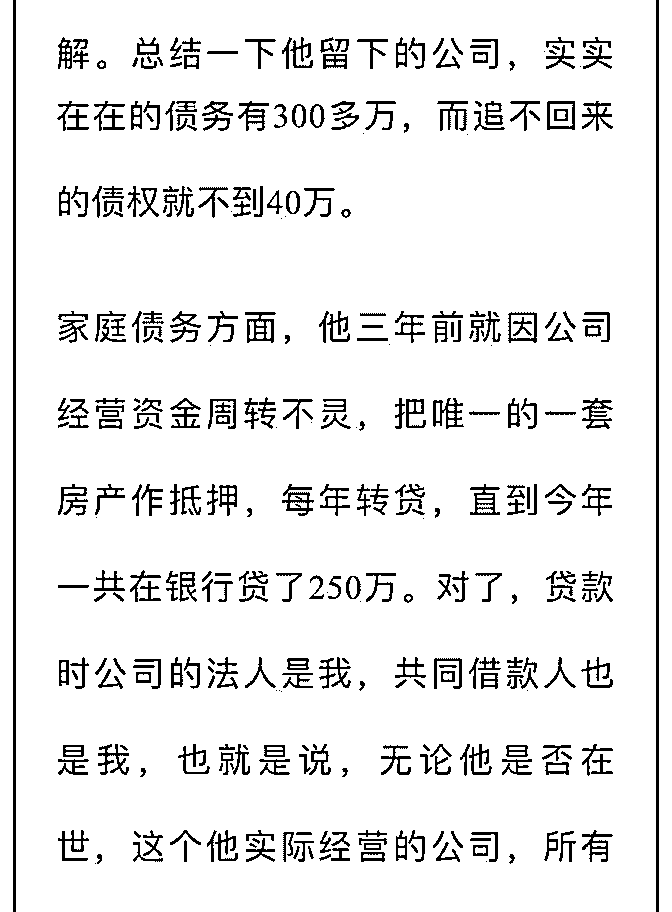 解。总结一下他留下的公司，实实
在在的债务有300多万，而追不回来
的债权就不到40万。
家庭债务方面，他三年前就因公司
经营资金周转不灵，把唯一的一套
房产作抵押，每年转贷，直到今年
一共在银行贷了250万。对了，贷款
时公司的法人是我，共同借款人也
是我，也就是说，无论他是否在
世，这个他实际经营的公司，所有